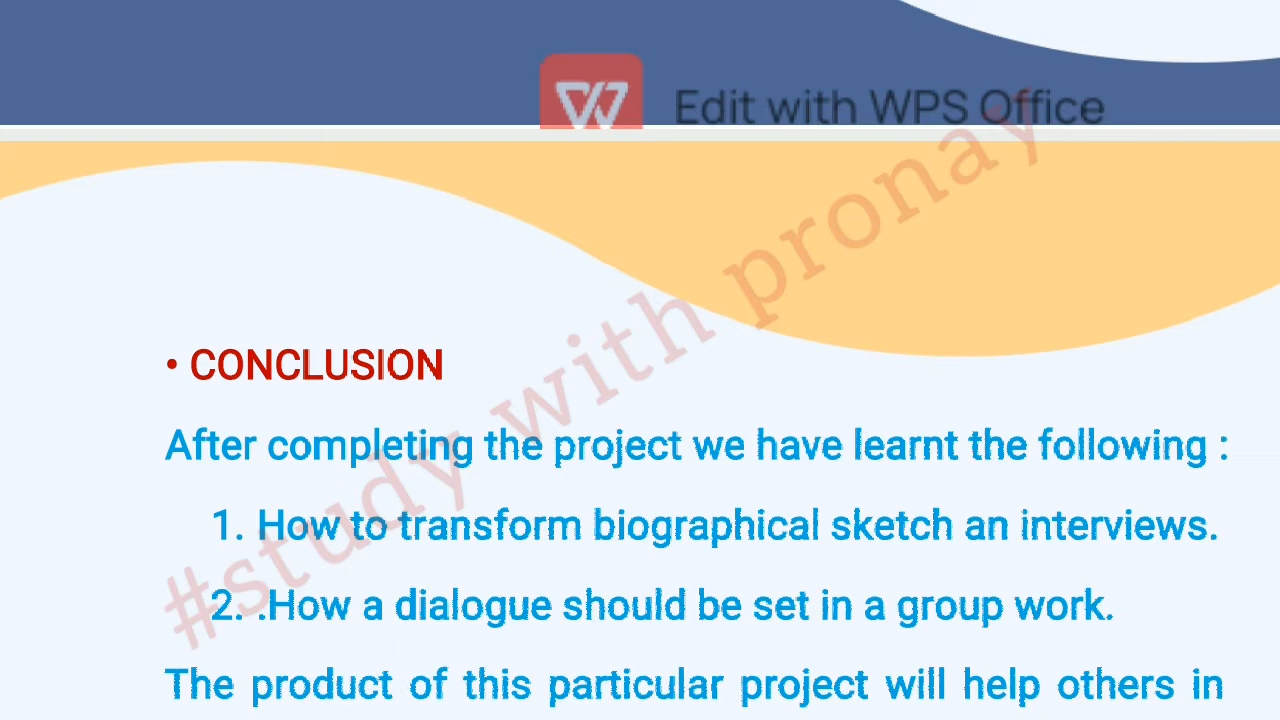 Edit with WPS Office
#study with pronay
• CONCLUSION
After completing the project we have learnt the following :
1. How to transform biographical sketch an interviews.
2. .How a dialogue should be set in a group work.
The product of this particular project will help others in